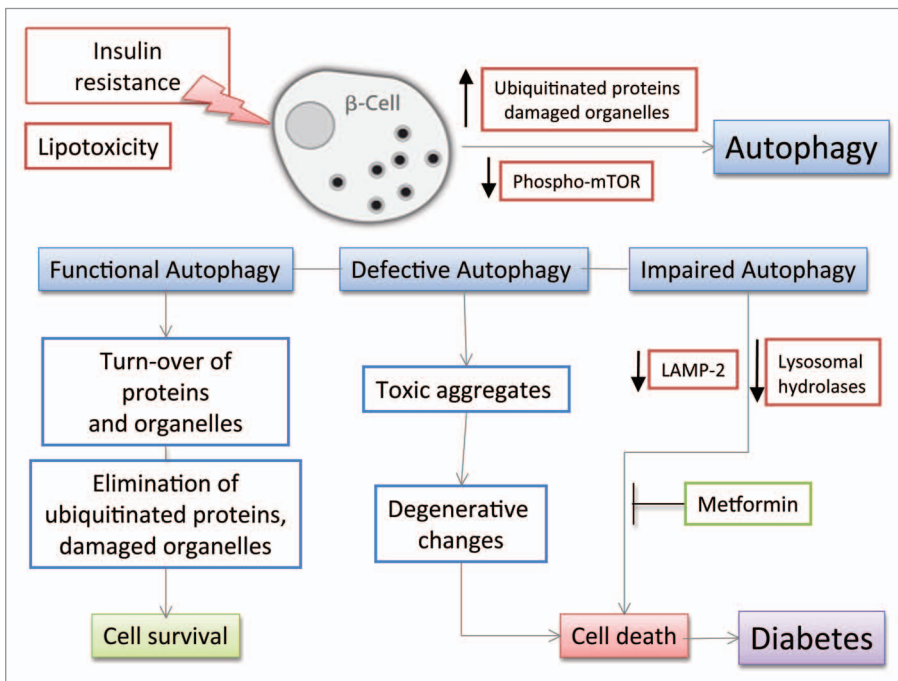 Insulin
resistance
Lipotoxicity
β-Cell
Ubiquitinated proteins
damaged organelles
Phospho-mTOR
Autophagy
Functional Autophagy
Defective Autophagy
Impaired Autophagy
Turn-over of
proteins
and organelles
Toxic aggregates
LAMP-2
Lysosomal
hydrolases
Elimination of
ubiquitinated proteins,
damaged organelles
Degenerative
changes
Metformin
Cell survival
Cell death
Diabetes